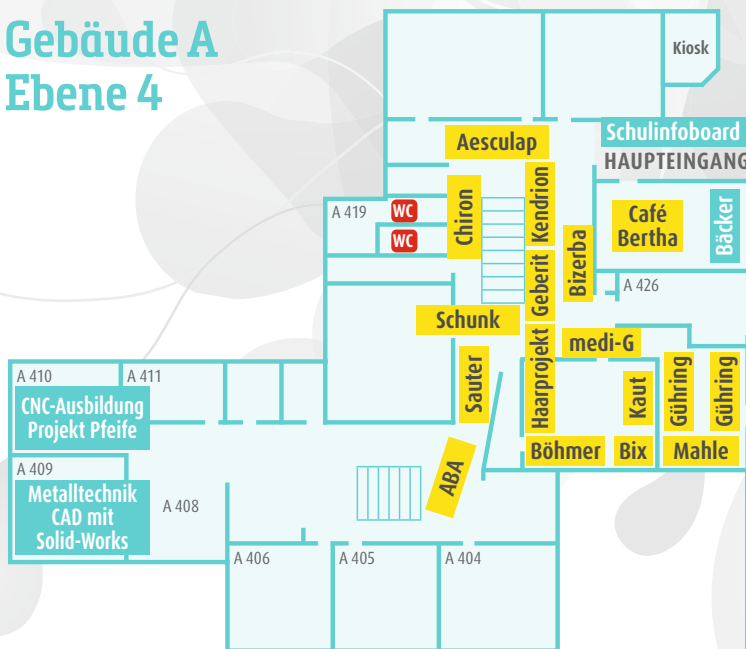 Gebäude A
Ebene 4
Kiosk
Schulinfoboard
HAUPTEINGANG
Aesculap
Kendrion
Chiron
A 419
WC
WC
Café
Bertha
Bäcker
Bizerba
Geberit
A 426
Schunk
medi-G
Haarprojekt
Sauter
Kaut
Gühring
Gühring
A 410
A 411
CNC-Ausbildung
Projekt Pfeife
Böhmer
Bix
Mahle
ABA
A 409
Metalltechnik
CAD mit
Solid-Works
A 408
A 406
A 405
A 404